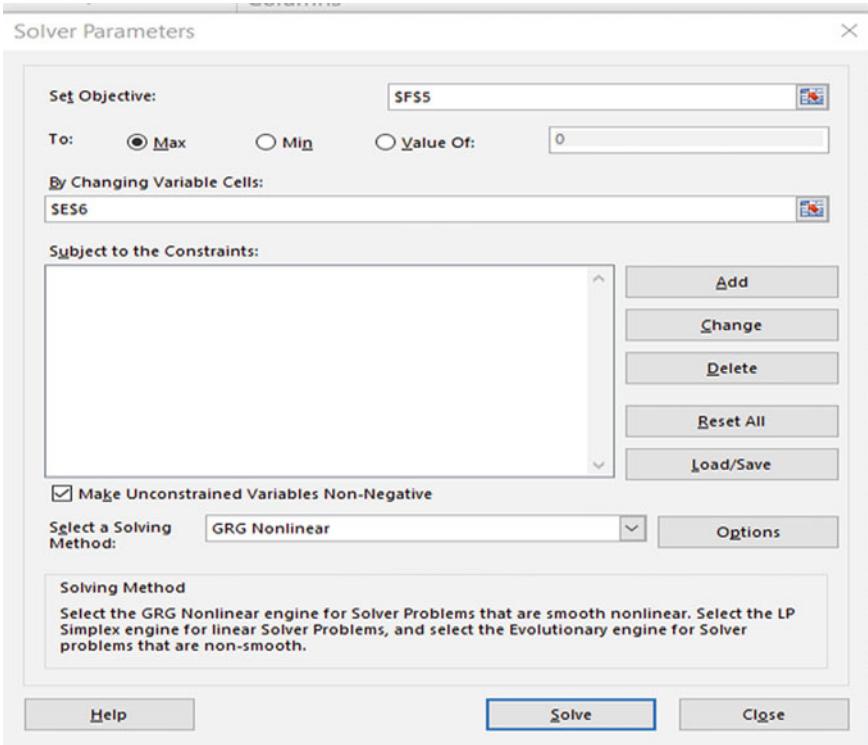 Columns
Solver Parameters
Set Objective:
$F$5
To:
Max
Min
Value Of:
0
By Changing Variable Cells:
$E$6
Subject to the Constraints:
Add
Change
Delete
Reset All
Load/Save
Make Unconstrained Variables Non-Negative
Select a Solving
Method:
GRG Nonlinear
Options
Solving Method
Select the GRG Nonlinear engine for Solver Problems that are smooth nonlinear. Select the LP
Simplex engine for linear Solver Problems, and select the Evolutionary engine for Solver
problems that are non-smooth.
Help
Solve
Close